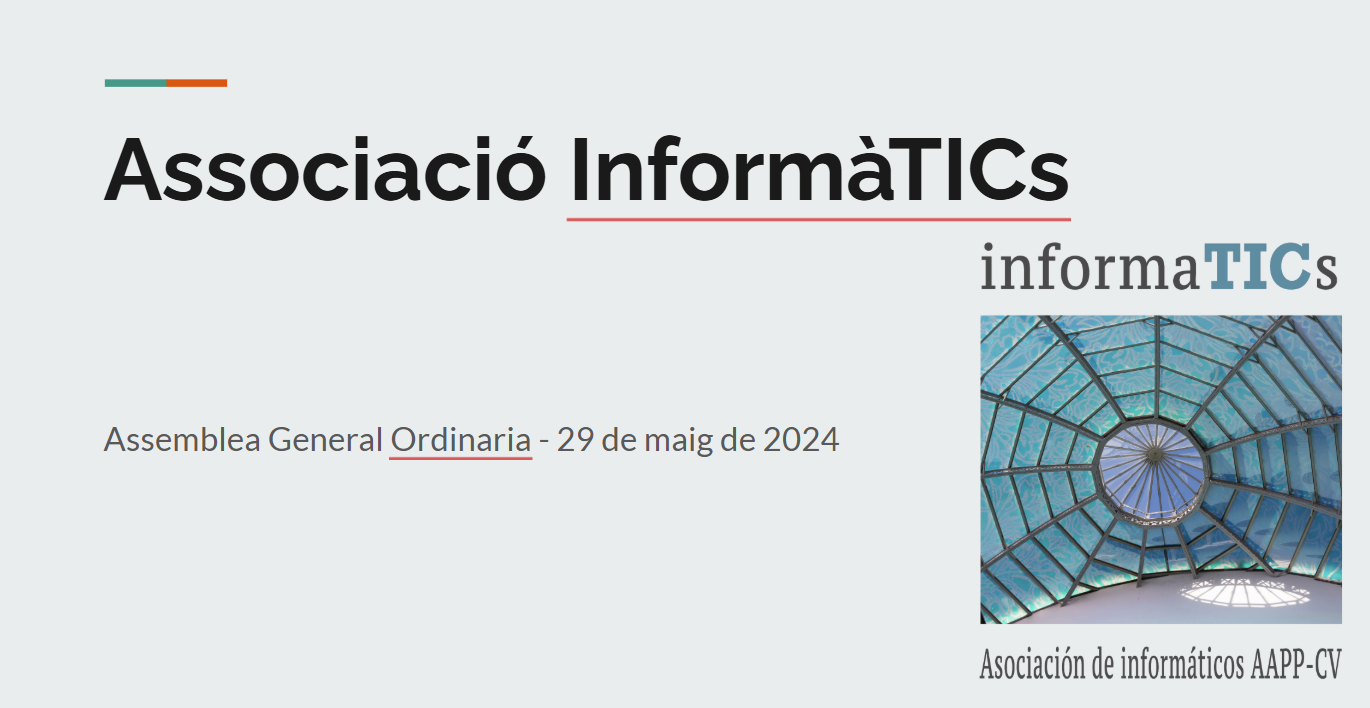 Associació InformàTICs
informaTICs
Assemblea General Ordinaria - 29 de maig de 2024
Asociación de informáticos AAPP-CV